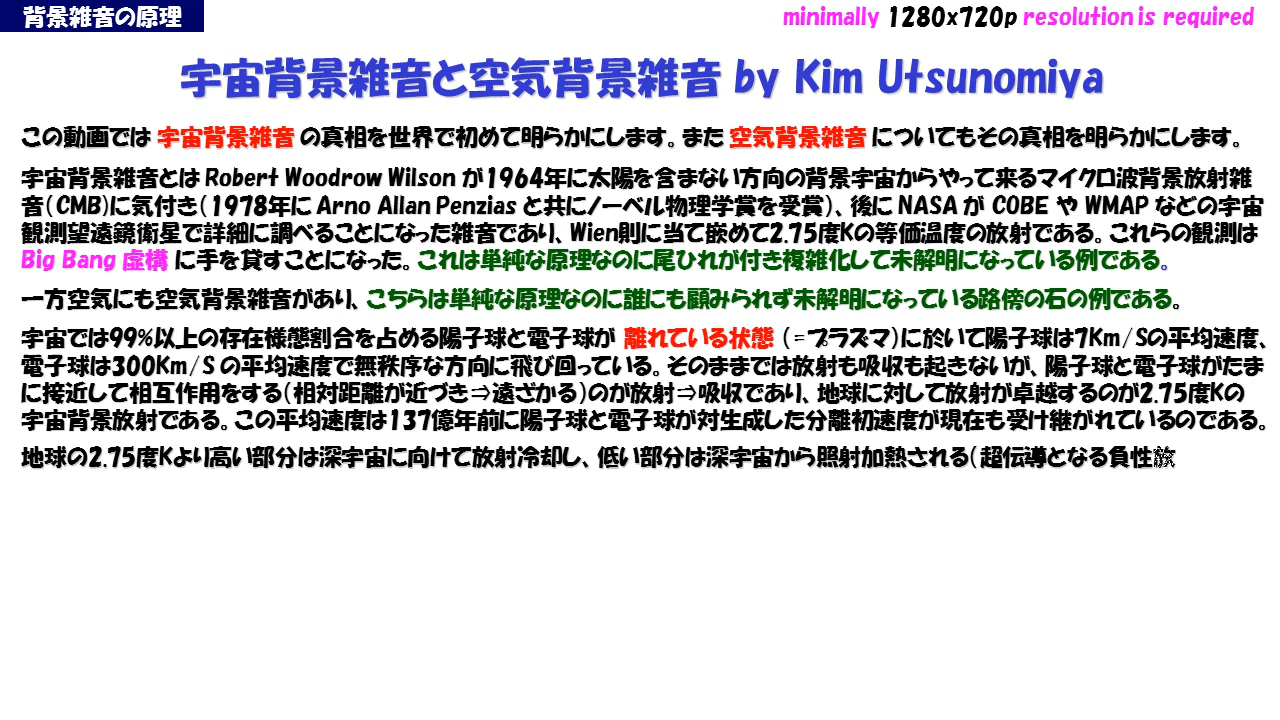 背景雑音の原理
minimally 1280x720p resolution is required
宇宙背景雑音と空気背景雑音 by Kim Utsunomiya
この動画では 宇宙背景雑音 の真相を世界で初めて明らかにします。また 空気背景雑音 についてもその真相を明らかにします。
宇宙背景雑音とは Robert Woodrow Wilson が1964年に太陽を含まない方向の背景宇宙からやって来るマイクロ波背景放射雑
音(CMB)に気付き(1978年に Arno Allan Penzias と共にノーベル物理学賞を受賞)、後に NASA が COBE や WMAP などの宇宙
観測望遠鏡衛星で詳細に調べることになった雑音であり、Wien則に当て嵌めて2.75度Kの等価温度の放射である。これらの観測は
Big Bang 虚構 に手を貸すことになった。これは単純な原理なのに尾ひれが付き複雑化して未解明になっている例である。
一方空気にも空気背景雑音があり、こちらは単純な原理なのに誰にも顧みられず未解明になっている路傍の石の例である。
宇宙では99%以上の存在様態割合を占める陽子球と電子球が 離れている状態 (=プラズマ)に於いて陽子球は7Km/Sの平均速度、
電子球は300Km/S の平均速度で無秩序な方向に飛び回っている。そのままでは放射も吸収も起きないが、陽子球と電子球がたま
に接近して相互作用をする(相対距離が近づき⇒遠ざかる)のが放射⇒吸収であり、地球に対して放射が卓越するのが2.75度Kの
宇宙背景放射である。この平均速度は137億年前に陽子球と電子球が対生成した分離初速度が現在も受け継がれているのである。
地球の2.75度Kより高い部分は深宇宙に向けて放射冷却し、低い部分は深宇宙から照射加熱される(超伝導となる負性放